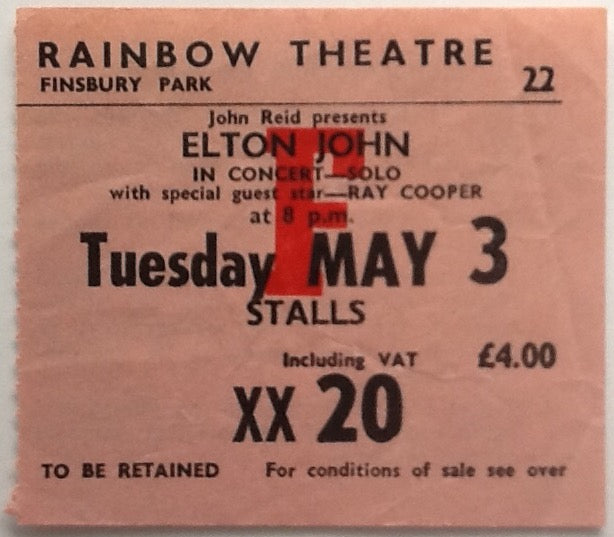 RAINBOW THEATRE
FINSBURY PARK
22
John Reid presents
ELTON JOHN
IN CONCERT—SOLO
with special guest star—RAY COOPER
at 8 p.m.
F
Tuesday MAY 3
STALLS
Including VAT £4.00
XX 20
TO BE RETAINED For conditions of sale see over